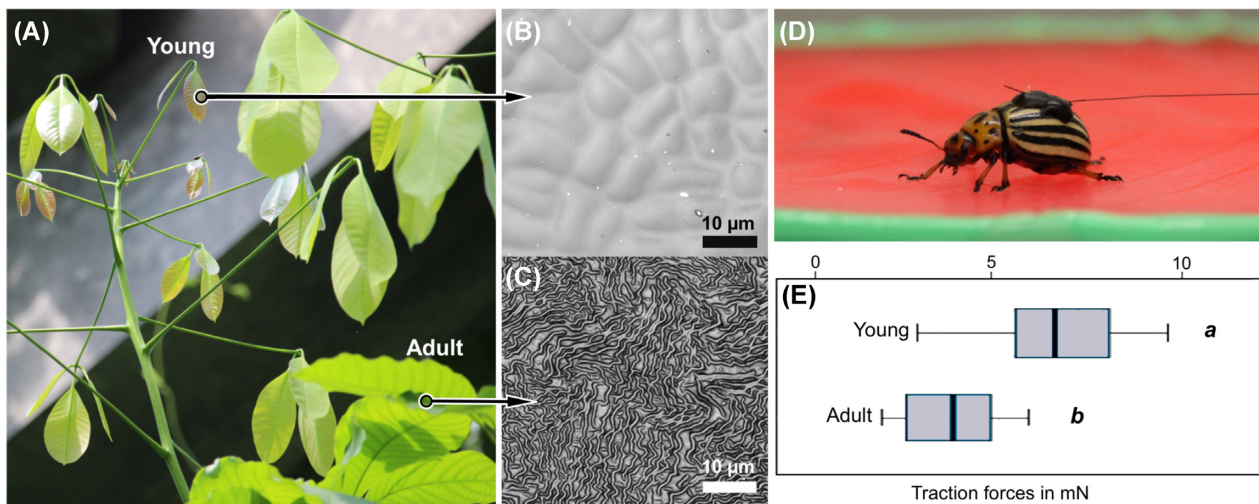 (A)
Young
Adult
(B)
10 µm
(C)
10 µm
(D)
0 5 10
(E)
Young a
Adult b
Traction forces in mN